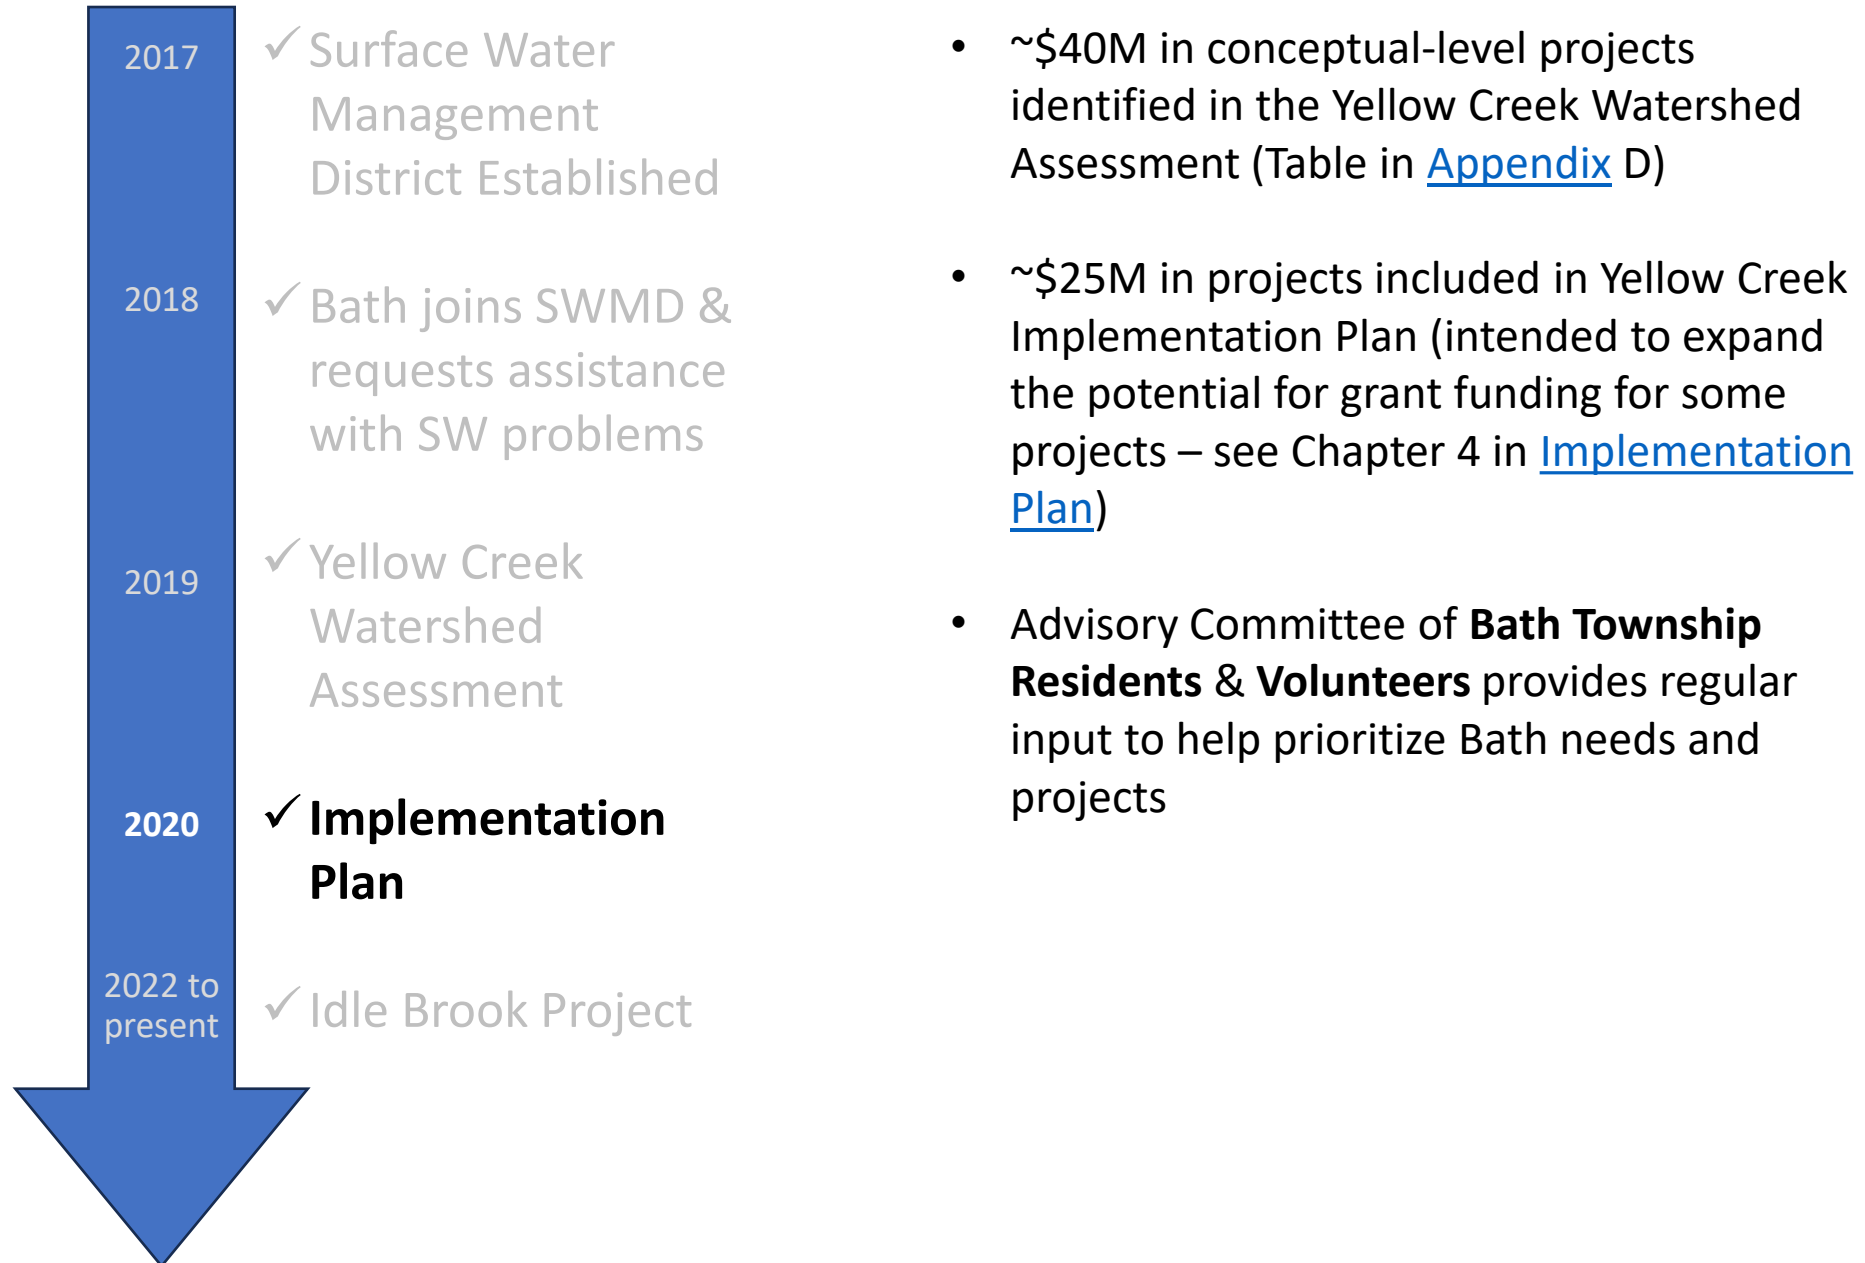 2017
✓ Surface Water
Management
District Established
2018
✓ Bath joins SWMD &
requests assistance
with SW problems
2019
✓ Yellow Creek
Watershed
Assessment
2020
✓ Implementation
Plan
2022 to
present
✓ Idle Brook Project
• ~$40M in conceptual-level projects
identified in the Yellow Creek Watershed
Assessment (Table in Appendix D)
• ~$25M in projects included in Yellow Creek
Implementation Plan (intended to expand
the potential for grant funding for some
projects – see Chapter 4 in Implementation
Plan)
• Advisory Committee of Bath Township
Residents & Volunteers provides regular
input to help prioritize Bath needs and
projects